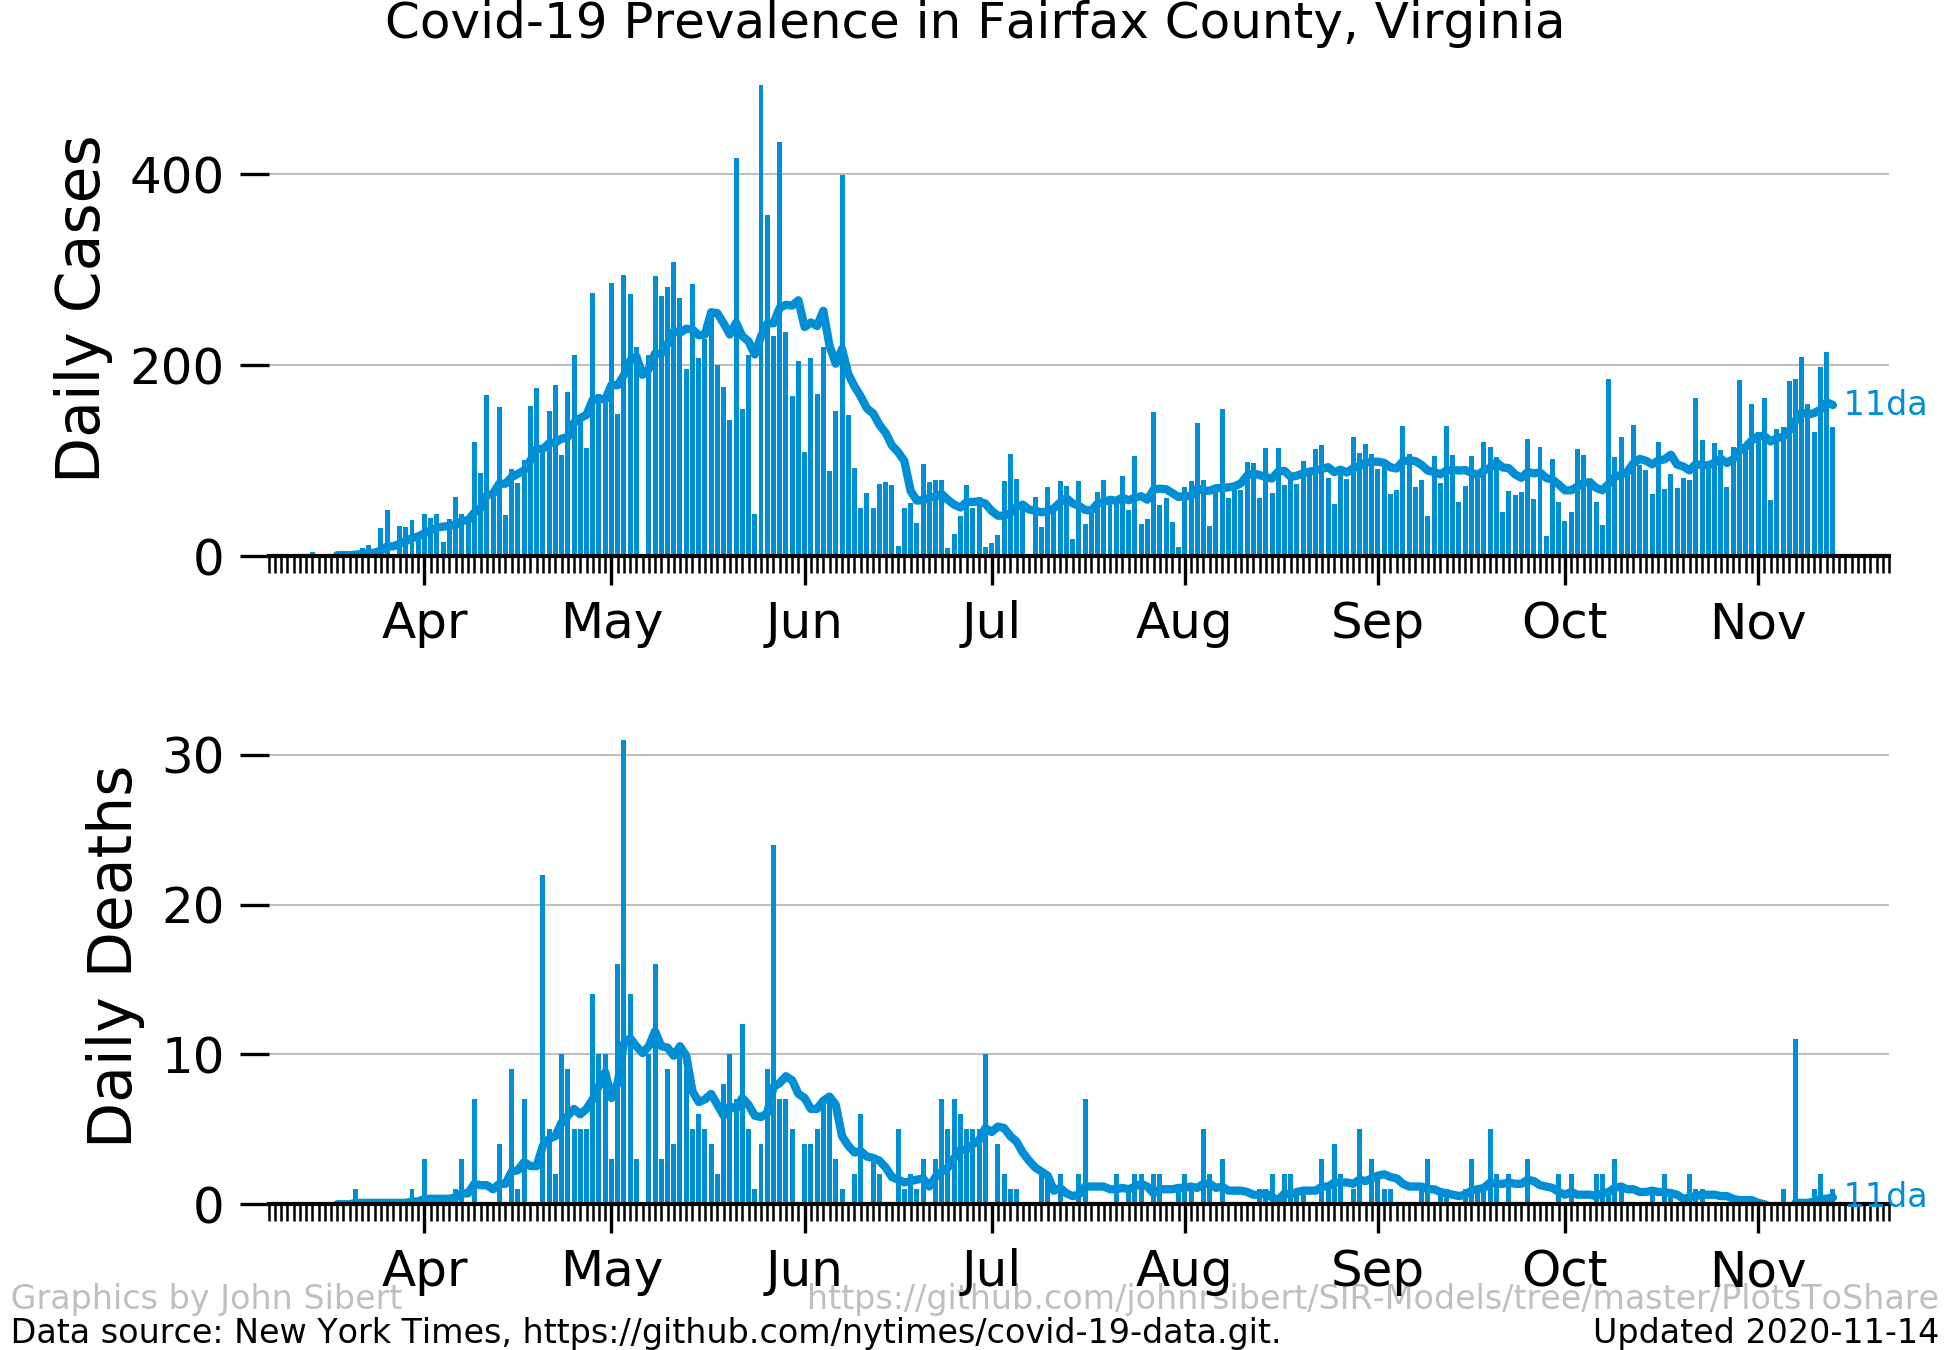 Covid-19 Prevalence in Fairfax County, Virginia
Daily Cases
400
200
0
11da
Apr May Jun Jul Aug Sep Oct Nov
Daily Deaths
30
20
10
0
11da
Apr May Jun Jul Aug Sep Oct Nov
Graphics by John Sibert https://github.com/johnrsibert/SIR-Models/tree/master/PlotsToShare
Data source: New York Times, https://github.com/nytimes/covid-19-data.git. Updated 2020-11-14